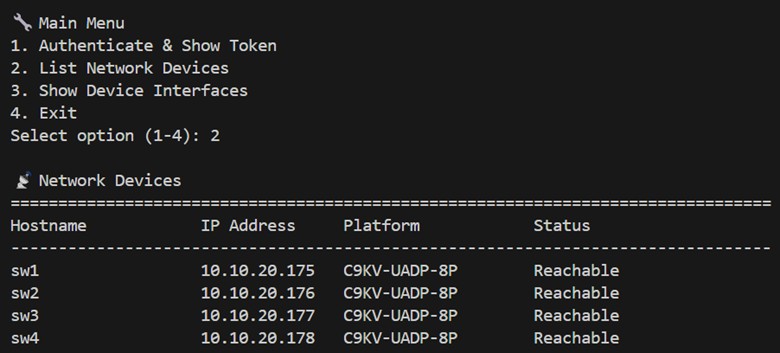 🔧 Main Menu
1. Authenticate & Show Token
2. List Network Devices
3. Show Device Interfaces
4. Exit
Select option (1-4): 2
📡 Network Devices
================================================================================
Hostname            IP Address     Platform            Status
--------------------------------------------------------------------------------
sw1                 10.10.20.175   C9KV-UADP-8P        Reachable
sw2                 10.10.20.176   C9KV-UADP-8P        Reachable
sw3                 10.10.20.177   C9KV-UADP-8P        Reachable
sw4                 10.10.20.178   C9KV-UADP-8P        Reachable